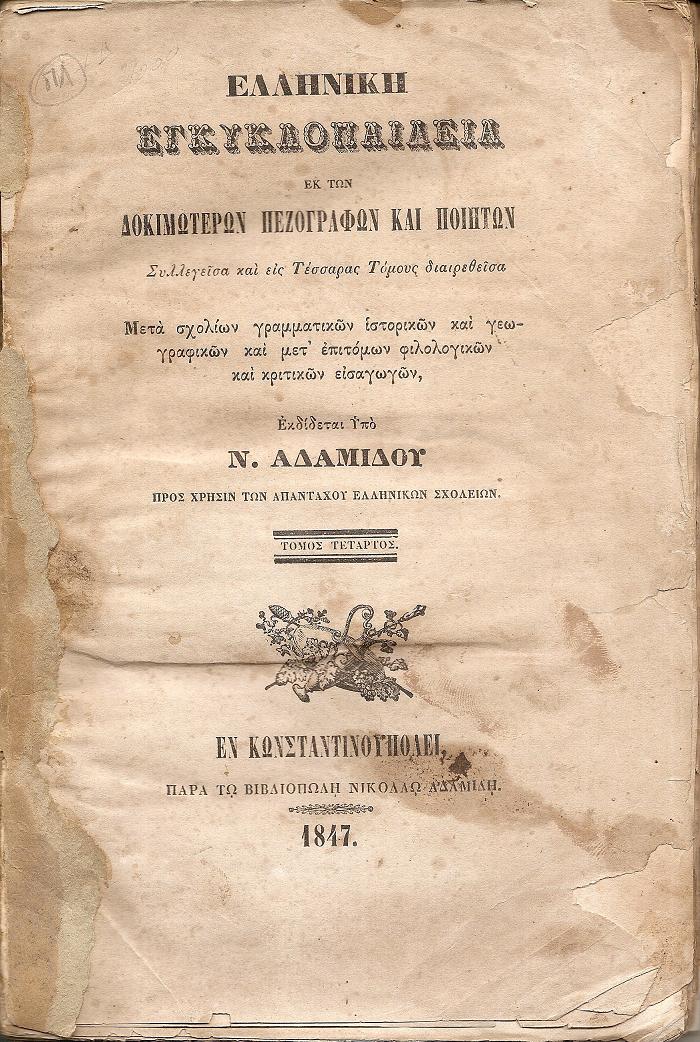 ΕΛΛΗΝΙΚΗ
ΕΓΚΥΚΛΟΠΑΙΔΕΙΑ
ΕΚ ΤΩΝ
ΔΟΚΙΜΩΤΕΡΩΝ ΠΕΖΟΓΡΑΦΩΝ ΚΑΙ ΠΟΙΗΤΩΝ
Συλλεγεῖσα καὶ εἰς Τέσσαρας Τόμους διαιρεθεῖσα
Μετὰ σχολίων γραμματικῶν ἱστορικῶν καὶ γεω-
γραφικῶν καὶ μετ' ἐπιτόμων φιλολογικῶν
καὶ κριτικῶν εἰσαγωγῶν,
Ἐκδίδεται Ὑπὸ
Ν. ΑΔΑΜΙΔΟΥ
ΠΡΟΣ ΧΡΗΣΙΝ ΤΩΝ ΑΠΑΝΤΑΧΟΥ ΕΛΛΗΝΙΚΩΝ ΣΧΟΛΕΙΩΝ.
ΤΟΜΟΣ ΤΕΤΑΡΤΟΣ.
ΕΝ ΚΩΝΣΤΑΝΤΙΝΟΥΠΟΛΕΙ,
ΠΑΡΑ ΤΩ ΒΙΒΛΙΟΠΩΛῌ ΝΙΚΟΛΑΩ ΑΔΑΜΙΔῌ.
1847.